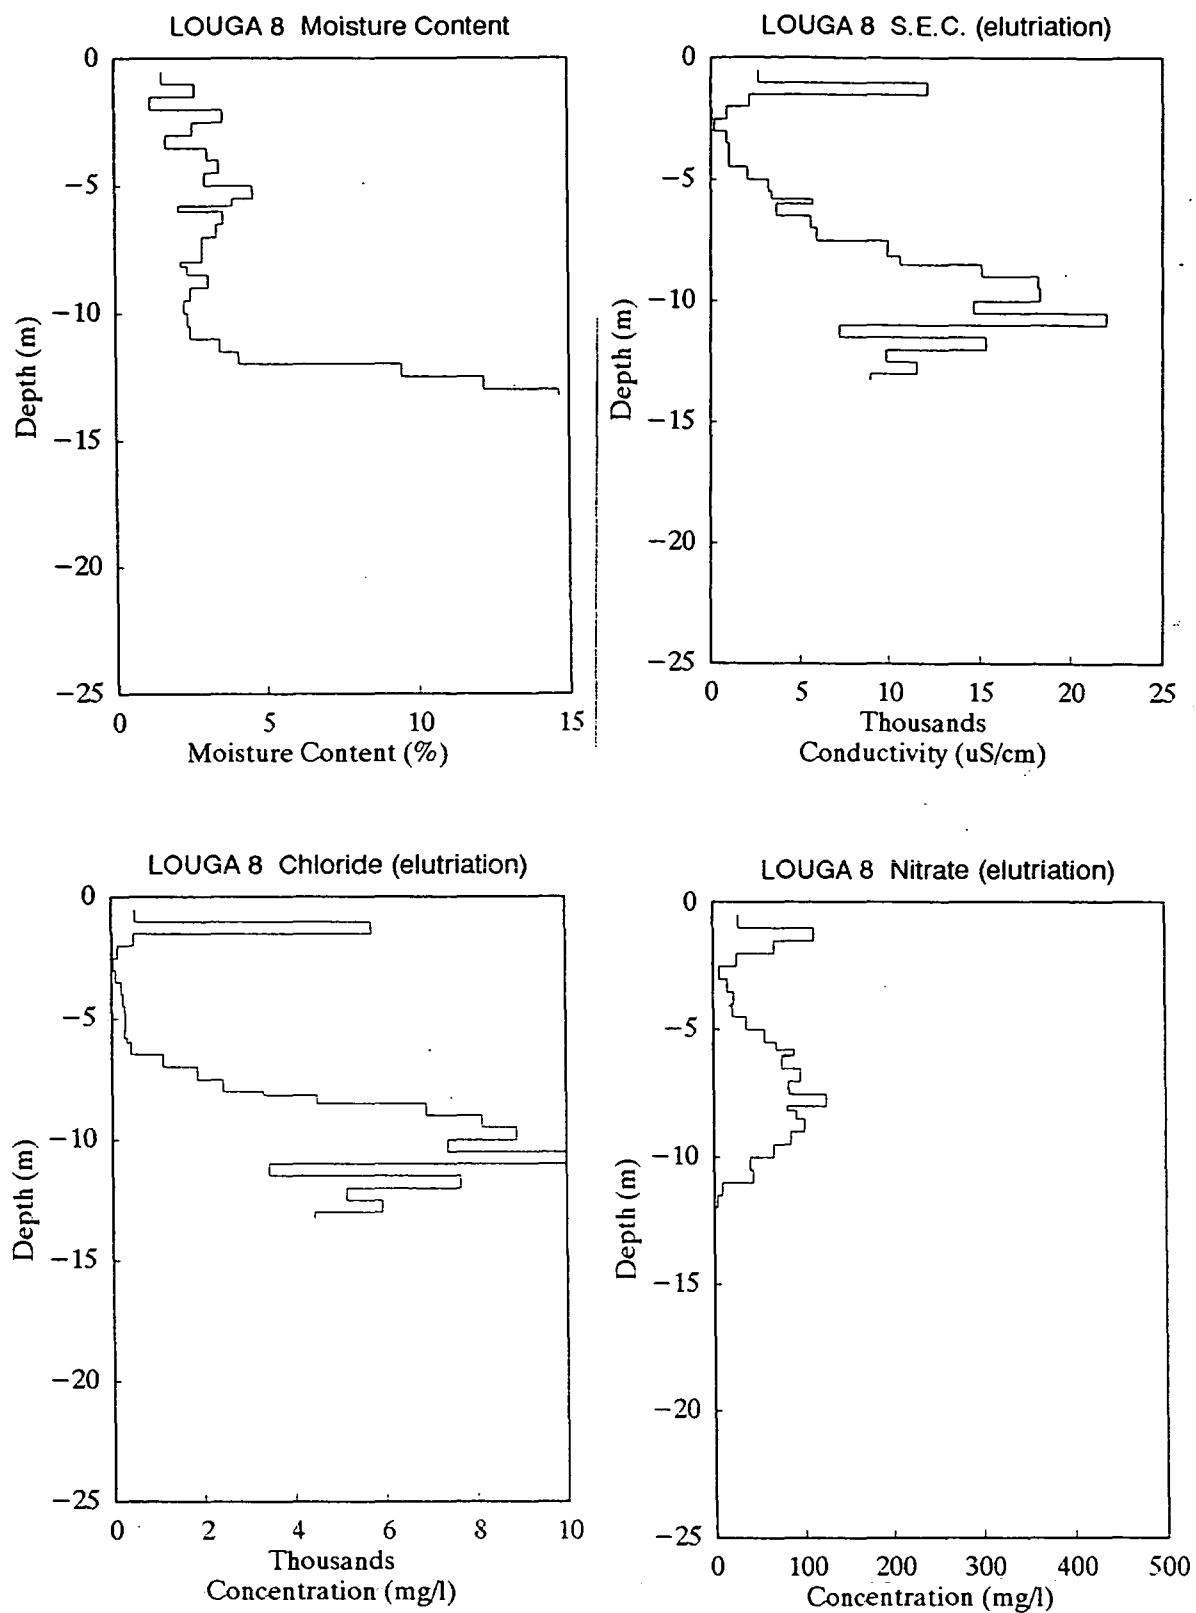 LOUGA 8 Moisture Content
0
−5
−10
−15
−20
−25
Depth (m)
0 5 10 15
Moisture Content (%)
LOUGA 8 S.E.C. (elutriation)
0
−5
−10
−15
−20
−25
Depth (m)
0 5 10 15 20 25
Thousands
Conductivity (uS/cm)
LOUGA 8 Chloride (elutriation)
0
−5
−10
−15
−20
−25
Depth (m)
0 2 4 6 8 10
Thousands
Concentration (mg/l)
LOUGA 8 Nitrate (elutriation)
0
−5
−10
−15
−20
−25
Depth (m)
0 100 200 300 400 500
Concentration (mg/l)